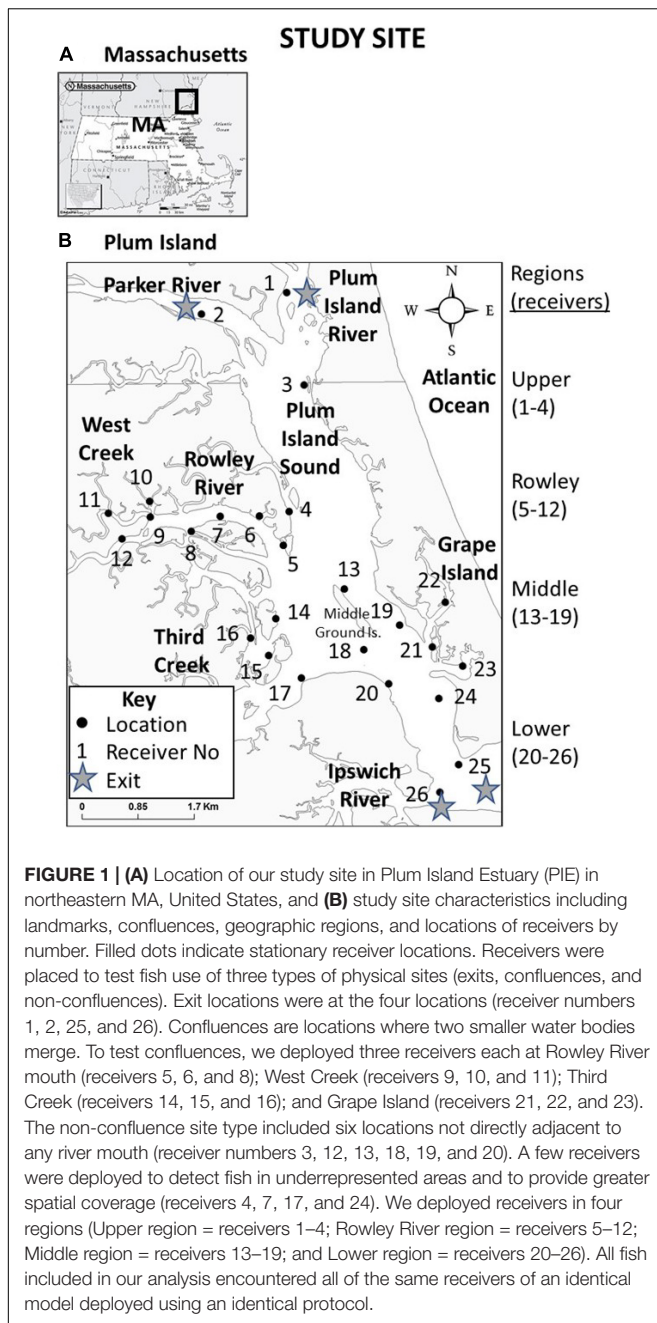 STUDY SITE
A Massachusetts
Massachusetts
MA
B Plum Island
Parker River
1
Plum
Island
River
2
N
W E
S
Regions
(receivers)
3
Plum
Island
Sound
Atlantic
Ocean
Upper
(1-4)
West
Creek
Rowley
River
10
11
12
9
8
7
6
4
5
Rowley
(5-12)
Grape
Island
22
13
Middle
Ground Is.
19
14
16
Third
Creek
15
18
21
23
17
20
24
Middle
(13-19)
Key
Location
1 Receiver No
Exit
0 0.85 1.7 Km
Ipswich
River
25
26
Lower
(20-26)
FIGURE 1 | (A) Location of our study site in Plum Island Estuary (PIE) in
northeastern MA, United States, and (B) study site characteristics including
landmarks, confluences, geographic regions, and locations of receivers by
number. Filled dots indicate stationary receiver locations. Receivers were
placed to test fish use of three types of physical sites (exits, confluences, and
non-confluences). Exit locations were at the four locations (receiver numbers
1, 2, 25, and 26). Confluences are locations where two smaller water bodies
merge. To test confluences, we deployed three receivers each at Rowley River
mouth (receivers 5, 6, and 8); West Creek (receivers 9, 10, and 11); Third
Creek (receivers 14, 15, and 16); and Grape Island (receivers 21, 22, and 23).
The non-confluence site type included six locations not directly adjacent to
any river mouth (receiver numbers 3, 12, 13, 18, 19, and 20). A few receivers
were deployed to detect fish in underrepresented areas and to provide greater
spatial coverage (receivers 4, 7, 17, and 24). We deployed receivers in four
regions (Upper region = receivers 1–4; Rowley River region = receivers 5–12;
Middle region = receivers 13–19; and Lower region = receivers 20–26). All fish
included in our analysis encountered all of the same receivers of an identical
model deployed using an identical protocol.